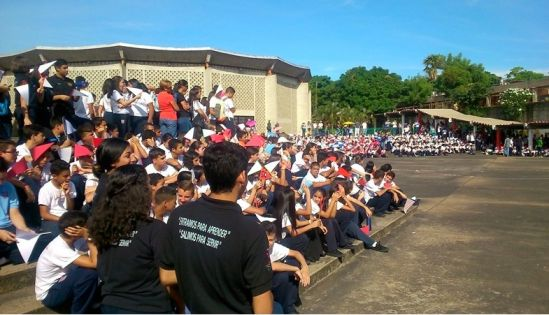 "ENTRAMOS PARA APRENDER"
"SALIMOS PARA SERVIR"